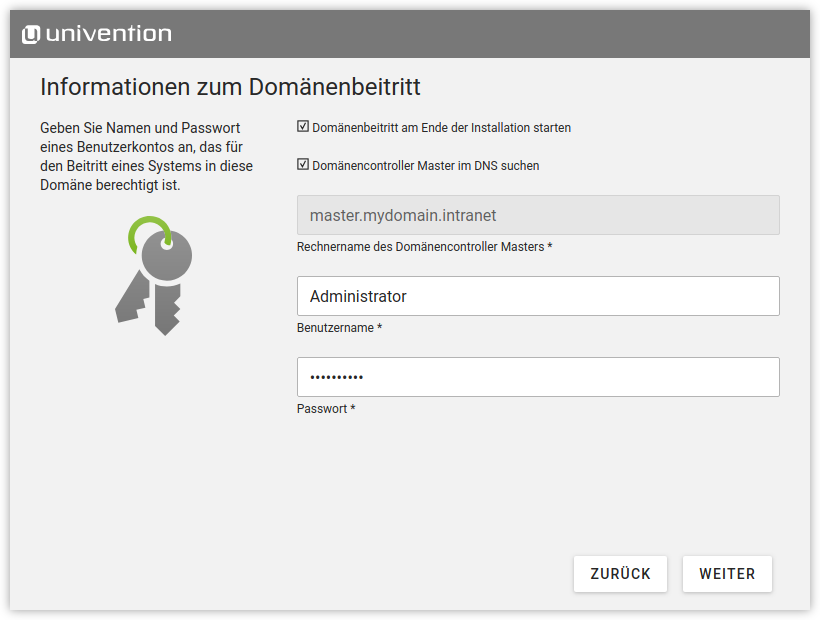 univention
Informationen zum Domänenbeitritt
Geben Sie Namen und Passwort
eines Benutzerkontos an, das für
den Beitritt eines Systems in diese
Domäne berechtigt ist.
Domänenbeitritt am Ende der Installation starten
Domänencontroller Master im DNS suchen
master.mydomain.intranet
Rechnername des Domänencontroller Masters *
Administrator
Benutzername *
••••••••••
Passwort *
ZURÜCK
WEITER